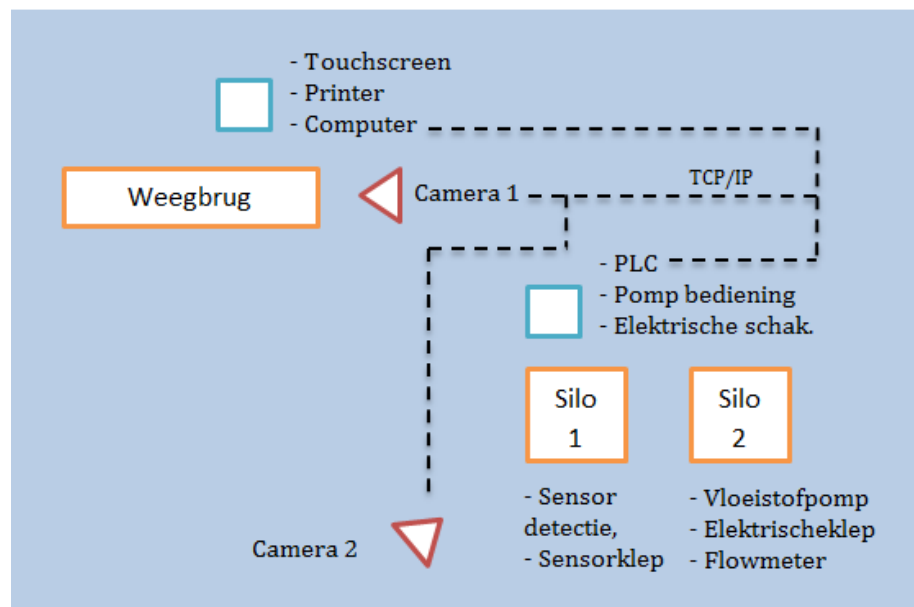 - Touchscreen
- Printer
- Computer
Weegbrug
Camera 1
TCP/IP
- PLC
- Pomp bediening
- Elektrische schak.
Silo
1
Silo
2
- Sensor
detectie,
- Sensorklep
- Vloeistofpomp
- Elektrischeklep
- Flowmeter
Camera 2